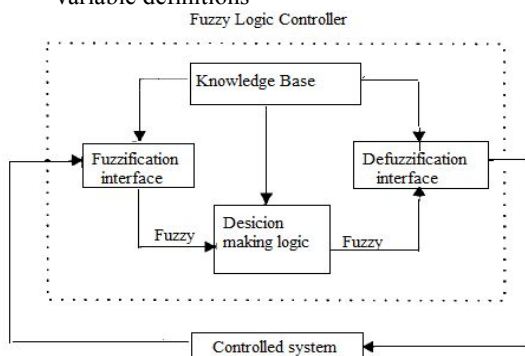 variable definitions
Fuzzy Logic Controller
Knowledge Base
Fuzzification
interface
Defuzzification
interface
Desicion
making logic
Fuzzy
Fuzzy
Controlled system